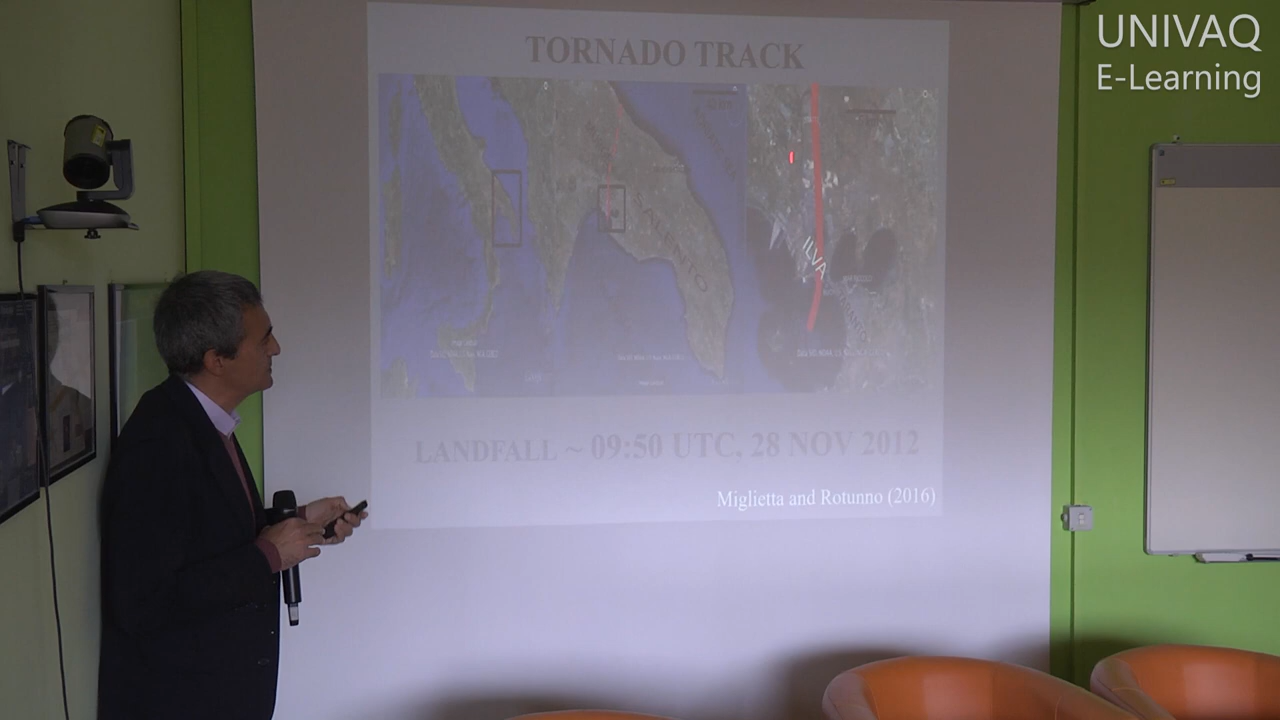 UNIVAQ
E-Learning
TORNADO TRACK
SALENTO
ILVA
LANDFALL ~ 09:50 UTC, 28 NOV 2012
Miglietta and Rotunno (2016)